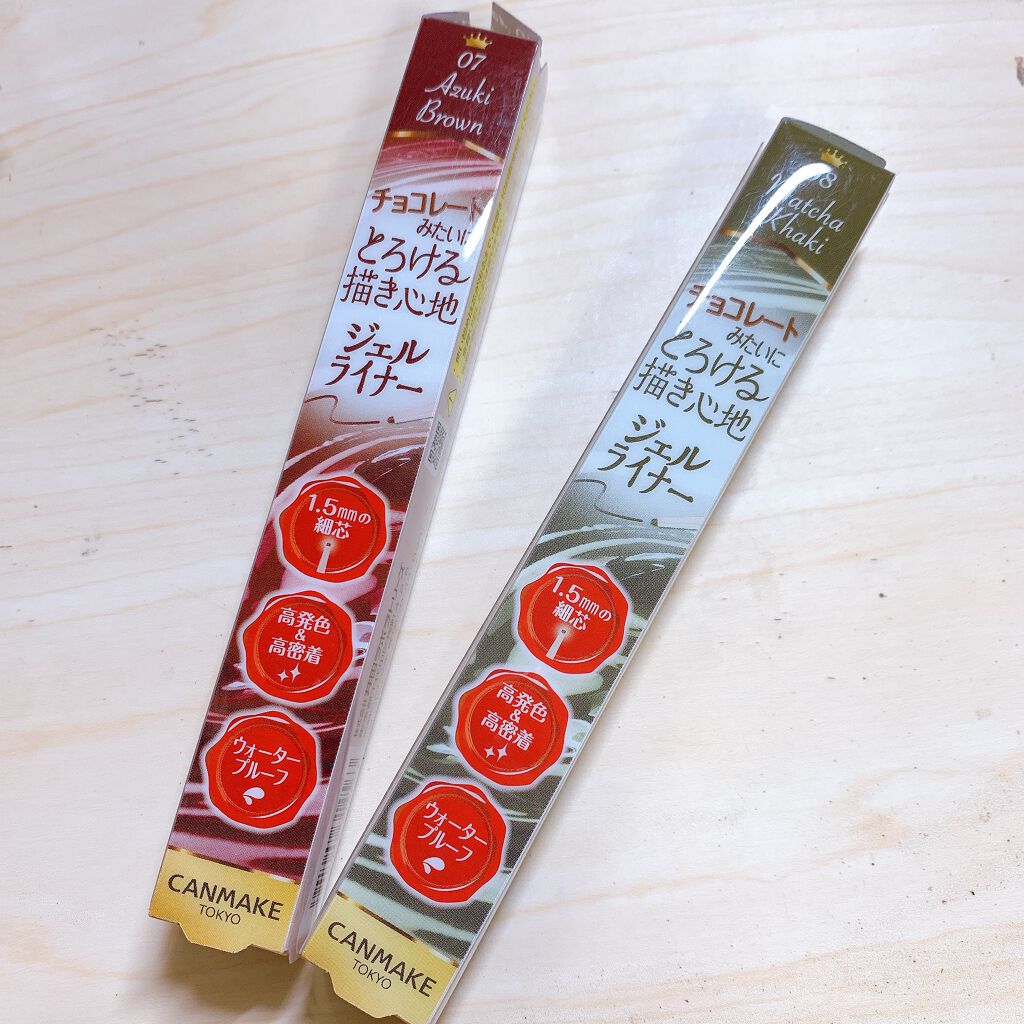 07
Azuki
Brown
チョコレート
みたいに
とろける
描き心地
ジェル
ライナー
1.5mmの
細芯
高発色
&
高密着
ウォーター
プルーフ
CANMAKE
TOKYO
08
Matcha
Khaki
チョコレート
みたいに
とろける
描き心地
ジェル
ライナー
1.5mmの
細芯
高発色
&
高密着
ウォーター
プルーフ
CANMAKE
TOKYO